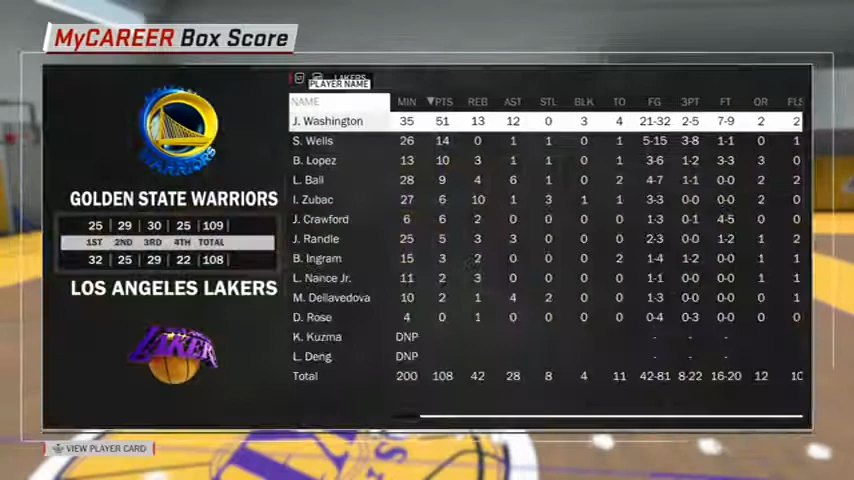 MyCAREER Box Score
LAKERS
PLAYER NAME
NAME MIN PTS REB AST STL BLK TO FG 3PT FT OR FLS
J. Washington 35 51 13 12 0 3 4 21-32 2-5 7-9 2 2
S. Wells 26 14 0 1 1 0 1 5-15 3-8 1-1 0 1
B. Lopez 13 10 3 1 1 0 1 3-6 1-2 3-3 3 0
L. Ball 28 9 4 6 1 0 2 4-7 1-1 0-0 2 2
I. Zubac 27 6 10 1 3 1 1 3-3 0-0 0-0 2 0
J. Crawford 6 6 2 0 0 0 0 1-3 0-1 4-5 0 0
J. Randle 25 5 3 3 0 0 0 2-3 0-0 1-2 1 2
B. Ingram 15 3 2 0 0 0 2 1-4 1-2 0-0 0 0
L. Nance Jr. 11 2 3 0 0 0 0 1-1 0-0 0-0 1 1
M. Dellavedova 10 2 1 4 2 0 0 1-3 0-0 0-0 0 1
D. Rose 4 0 1 0 0 0 0 0-4 0-3 0-0 0 0
K. Kuzma DNP - - -
L. Deng DNP - - -
Total 200 108 42 28 8 4 11 42-81 8-22 16-20 12 10
WARRIORS
GOLDEN STATE WARRIORS
25 29 30 25 109
1ST 2ND 3RD 4TH TOTAL
32 25 29 22 108
LOS ANGELES LAKERS
LAKERS
VIEW PLAYER CARD